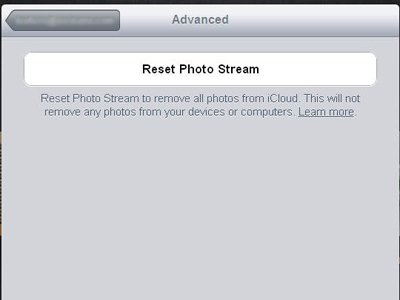 Advanced
Reset Photo Stream
Reset Photo Stream to remove all photos from iCloud. This will not
remove any photos from your devices or computers. Learn more.